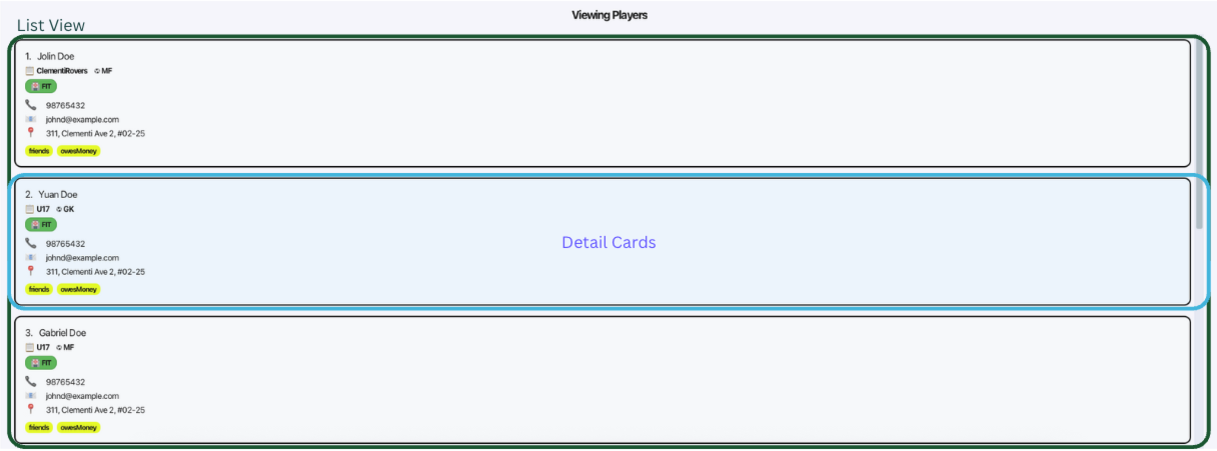 Viewing Players
List View
1. Jolin Doe
ClementiRovers MF
FIT
98765432
johnd@example.com
311, Clementi Ave 2, #02-25
friends owesMoney
2. Yuan Doe
U17 GK
FIT
98765432
johnd@example.com
311, Clementi Ave 2, #02-25
friends owesMoney
Detail Cards
3. Gabriel Doe
U17 MF
FIT
98765432
johnd@example.com
311, Clementi Ave 2, #02-25
friends owesMoney